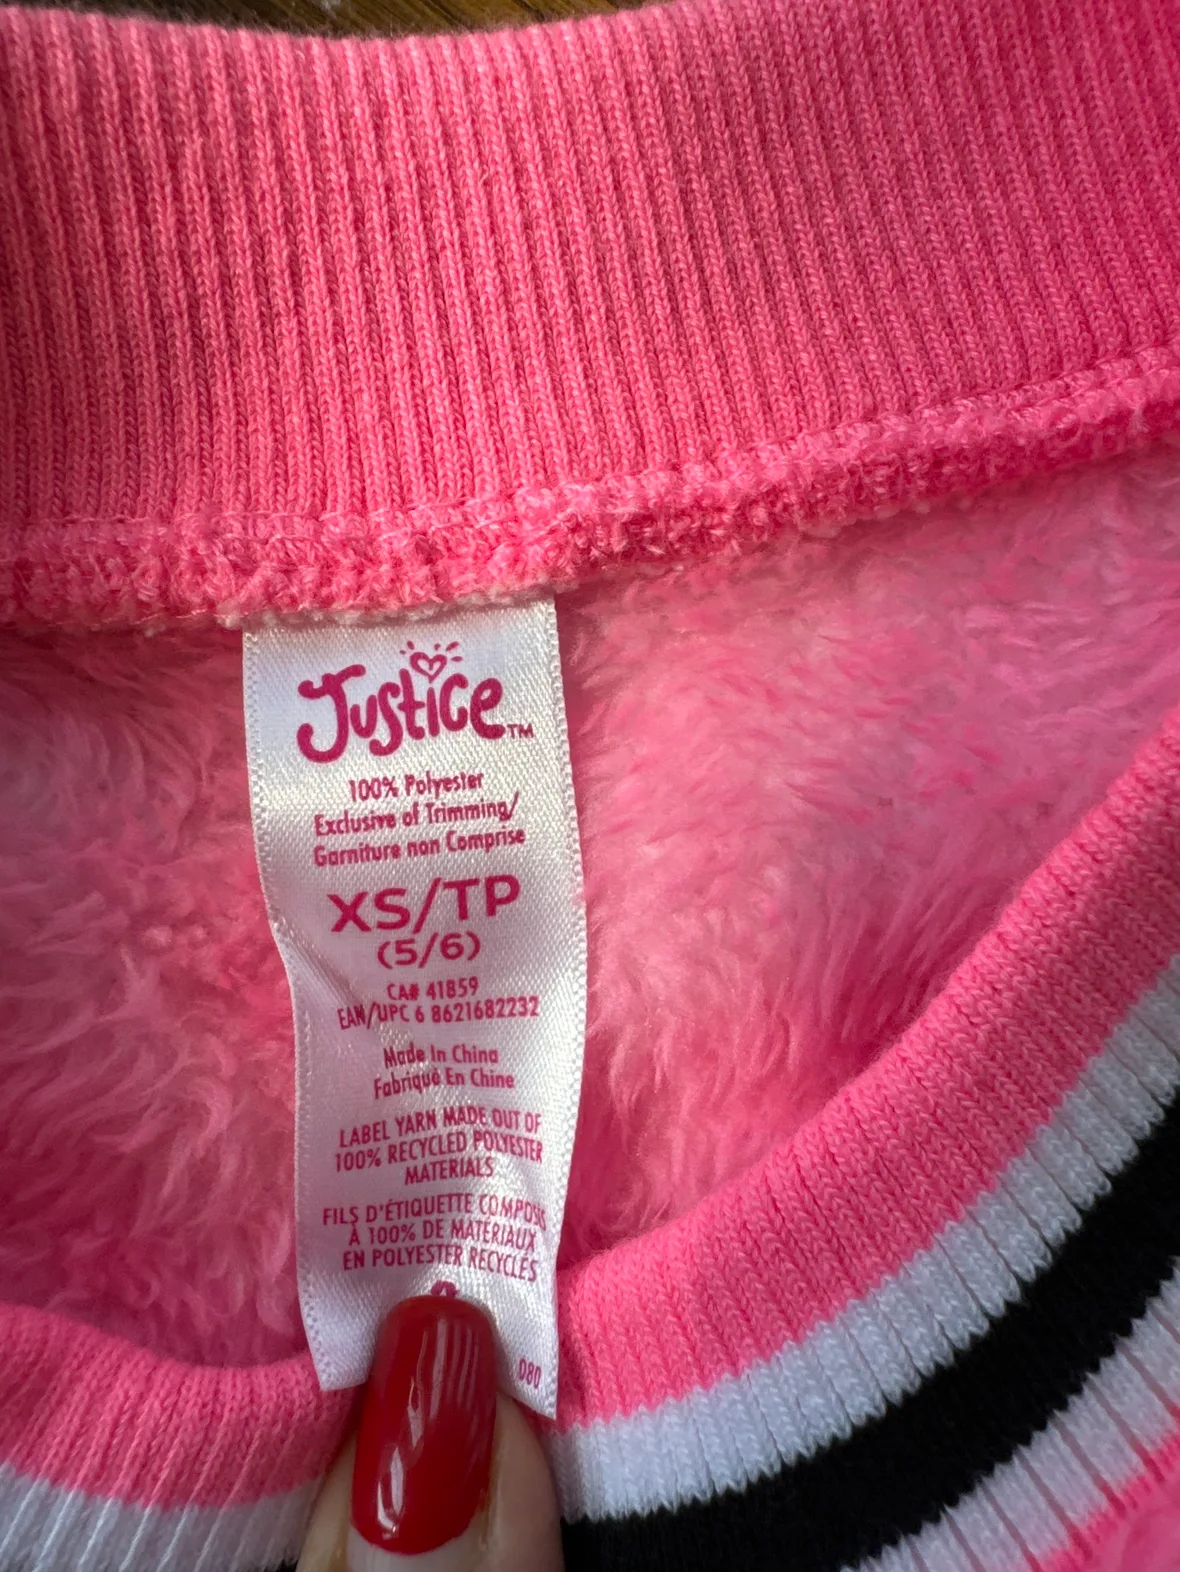 Justice™
100% Polyester
Exclusive of Trimming/
Garniture non Comprise
XS/TP
(5/6)
CA# 41859
EAN/UPC 6 8621682232
Made In China
Fabriqué En Chine
LABEL YARN MADE OUT OF
100% RECYCLED POLYESTER
MATERIALS
FILS D'ÉTIQUETTE COMPOSÉS
À 100% DE MATÉRIAUX
EN POLYESTER RECYCLÉS
080